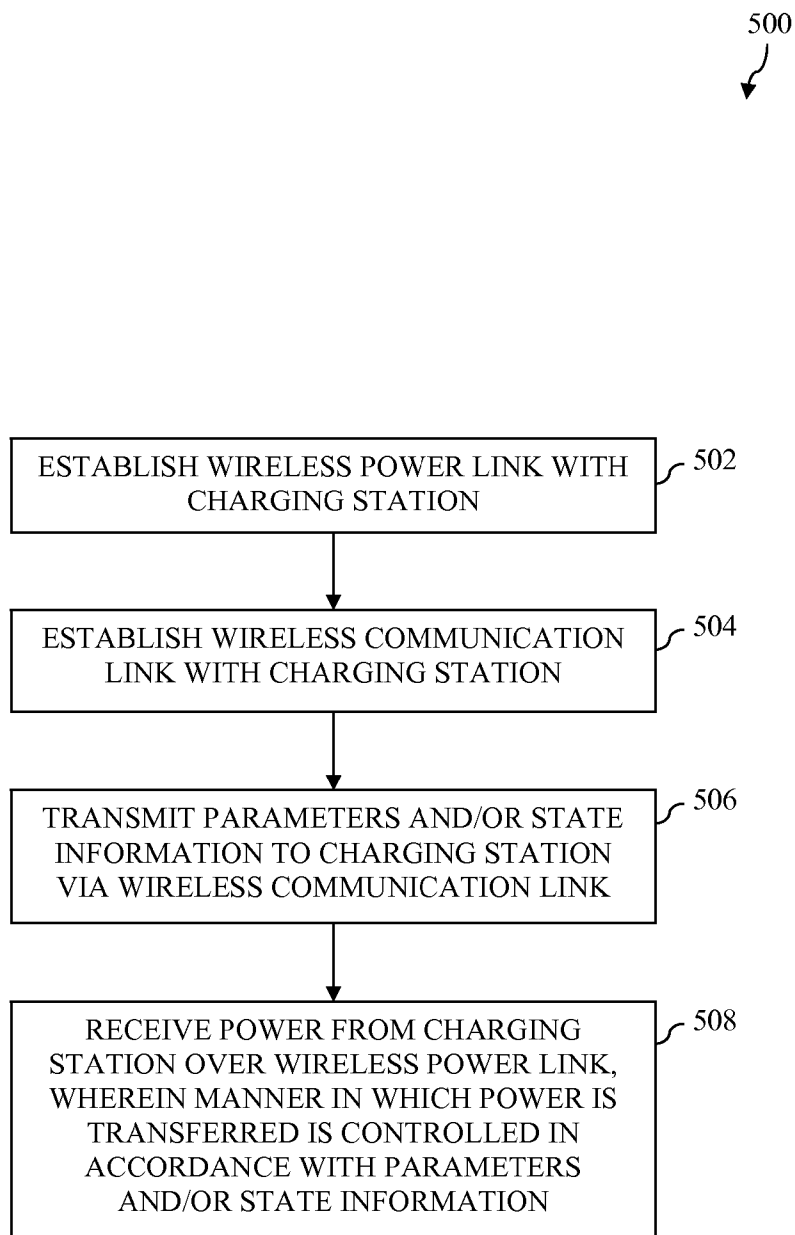 500
ESTABLISH WIRELESS POWER LINK WITH
CHARGING STATION
502
ESTABLISH WIRELESS COMMUNICATION
LINK WITH CHARGING STATION
504
TRANSMIT PARAMETERS AND/OR STATE
INFORMATION TO CHARGING STATION
VIA WIRELESS COMMUNICATION LINK
506
RECEIVE POWER FROM CHARGING
STATION OVER WIRELESS POWER LINK,
WHEREIN MANNER IN WHICH POWER IS
TRANSFERRED IS CONTROLLED IN
ACCORDANCE WITH PARAMETERS
AND/OR STATE INFORMATION
508